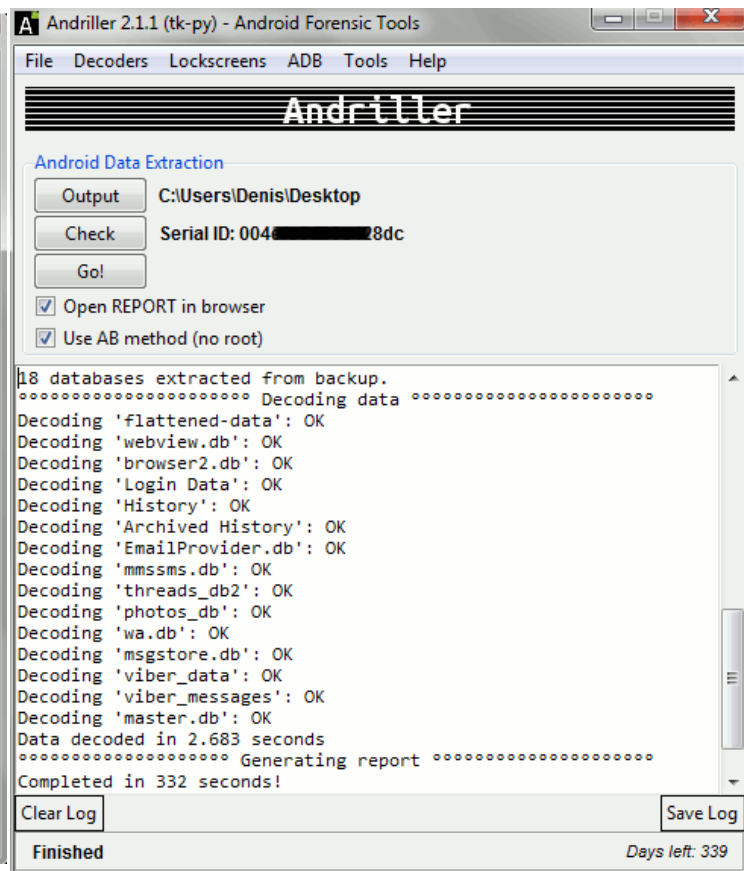 Andriller 2.1.1 (tk-py) - Android Forensic Tools
File Decoders Lockscreens ADB Tools Help
Andriller
Android Data Extraction
Output C:\Users\Denis\Desktop
Check Serial ID: 004 28dc
Go!
Open REPORT in browser
Use AB method (no root)
18 databases extracted from backup.
°°°°°°°°°°°°°°°°°°°°°° Decoding data °°°°°°°°°°°°°°°°°°°°°°°
Decoding 'flattened-data': OK
Decoding 'webview.db': OK
Decoding 'browser2.db': OK
Decoding 'Login Data': OK
Decoding 'History': OK
Decoding 'Archived History': OK
Decoding 'EmailProvider.db': OK
Decoding 'mmssms.db': OK
Decoding 'threads_db2': OK
Decoding 'photos_db': OK
Decoding 'wa.db': OK
Decoding 'msgstore.db': OK
Decoding 'viber_data': OK
Decoding 'viber_messages': OK
Decoding 'master.db': OK
Data decoded in 2.683 seconds
°°°°°°°°°°°°°°°°°°°° Generating report °°°°°°°°°°°°°°°°°°°°°
Completed in 332 seconds!
Clear Log Save Log
Finished Days left: 339